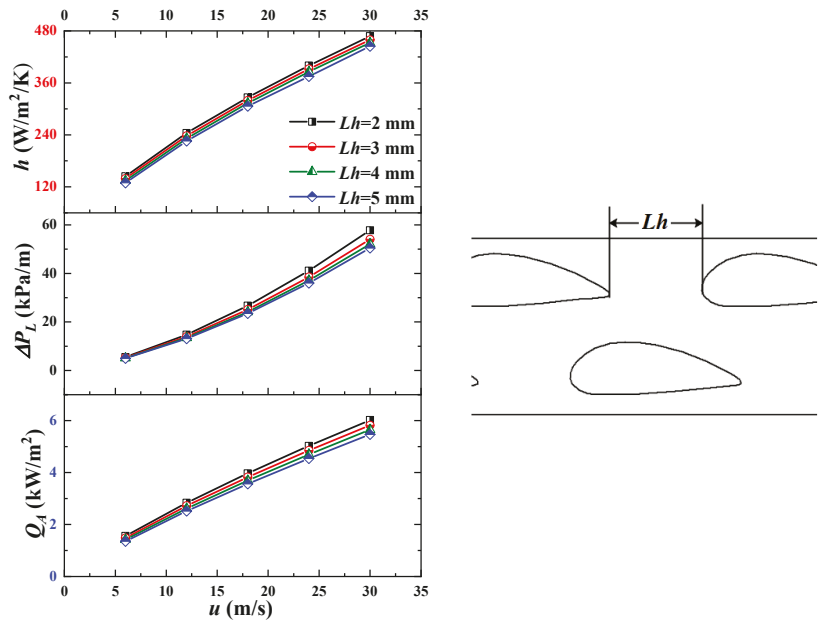 0 5 10 15 20 25 30 35
480
360
240
120
h (W/m²/K)
Lh=2 mm
Lh=3 mm
Lh=4 mm
Lh=5 mm
60
40
20
0
ΔP_L (kPa/m)
6
4
2
0
Q_A (kW/m²)
0 5 10 15 20 25 30 35
u (m/s)
Lh